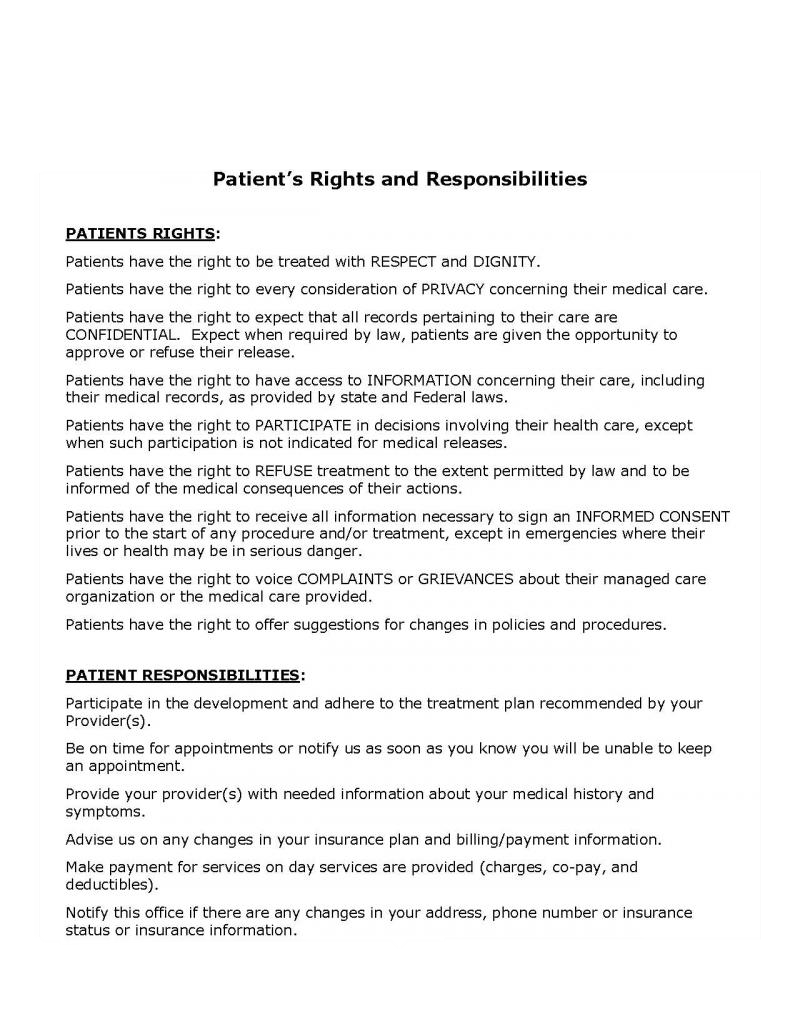 Patient’s Rights and Responsibilities
PATIENTS RIGHTS:
Patients have the right to be treated with RESPECT and DIGNITY.
Patients have the right to every consideration of PRIVACY concerning their medical care.
Patients have the right to expect that all records pertaining to their care are
CONFIDENTIAL.  Expect when required by law, patients are given the opportunity to
approve or refuse their release.
Patients have the right to have access to INFORMATION concerning their care, including
their medical records, as provided by state and Federal laws.
Patients have the right to PARTICIPATE in decisions involving their health care, except
when such participation is not indicated for medical releases.
Patients have the right to REFUSE treatment to the extent permitted by law and to be
informed of the medical consequences of their actions.
Patients have the right to receive all information necessary to sign an INFORMED CONSENT
prior to the start of any procedure and/or treatment, except in emergencies where their
lives or health may be in serious danger.
Patients have the right to voice COMPLAINTS or GRIEVANCES about their managed care
organization or the medical care provided.
Patients have the right to offer suggestions for changes in policies and procedures.
PATIENT RESPONSIBILITIES:
Participate in the development and adhere to the treatment plan recommended by your
Provider(s).
Be on time for appointments or notify us as soon as you know you will be unable to keep
an appointment.
Provide your provider(s) with needed information about your medical history and
symptoms.
Advise us on any changes in your insurance plan and billing/payment information.
Make payment for services on day services are provided (charges, co-pay, and
deductibles).
Notify this office if there are any changes in your address, phone number or insurance
status or insurance information.